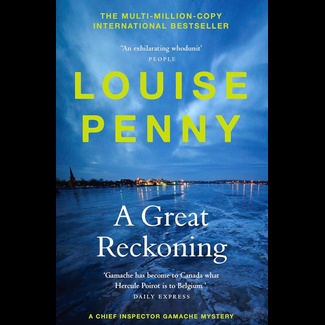 THE MULTI-MILLION-COPY
INTERNATIONAL BESTSELLER
'An exhilarating whodunit'
PEOPLE
LOUISE
PENNY
A Great
Reckoning
'Gamache has become to Canada what
Hercule Poirot is to Belgium.'
DAILY EXPRESS
A CHIEF INSPECTOR GAMACHE MYSTERY